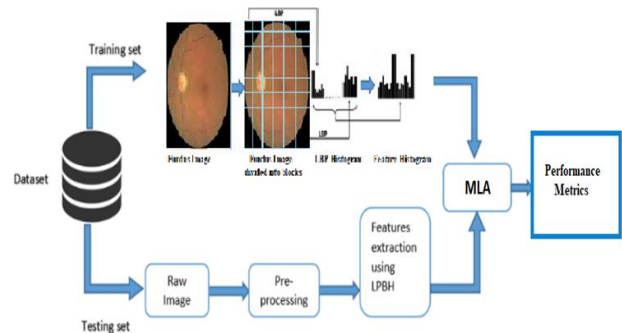 LBP
Training set
Fundus Image
Fundus Image
divided into blocks
LBP Histogram
Feature Histogram
LBP
Dataset
MLA
Performance
Metrics
Raw
Image
Pre-
processing
Features
extraction
using
LPBH
Testing set